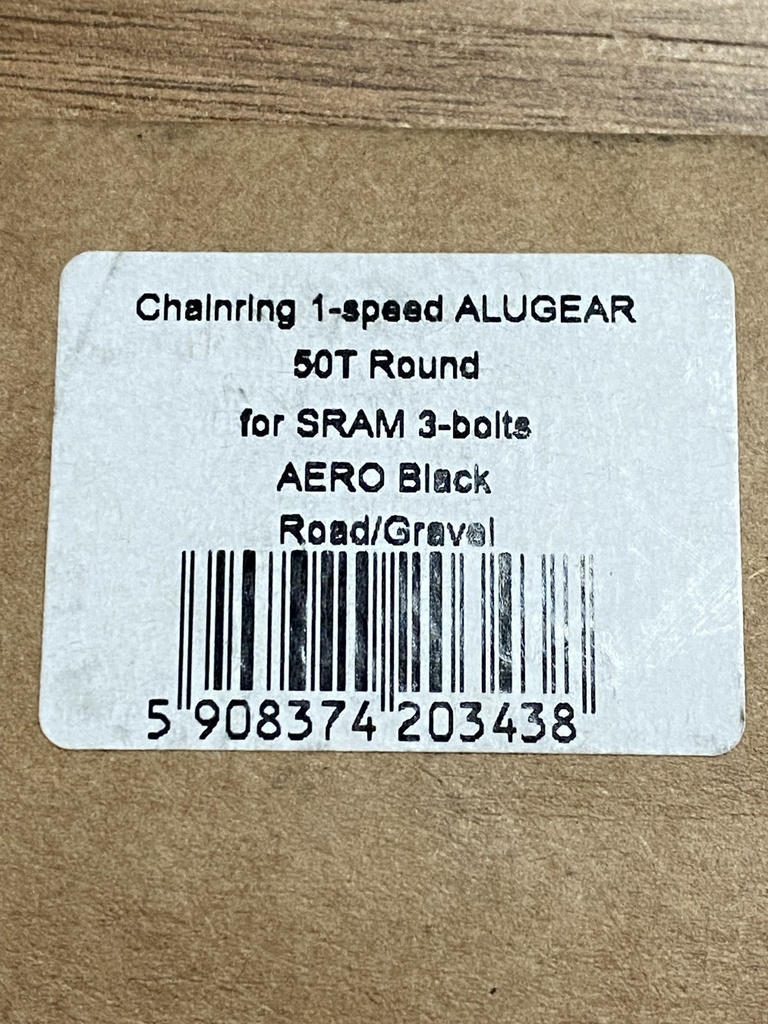 Chainring 1-speed ALUGEAR
50T Round
for SRAM 3-bolts
AERO Black
Road/Gravel
5 908374 203438